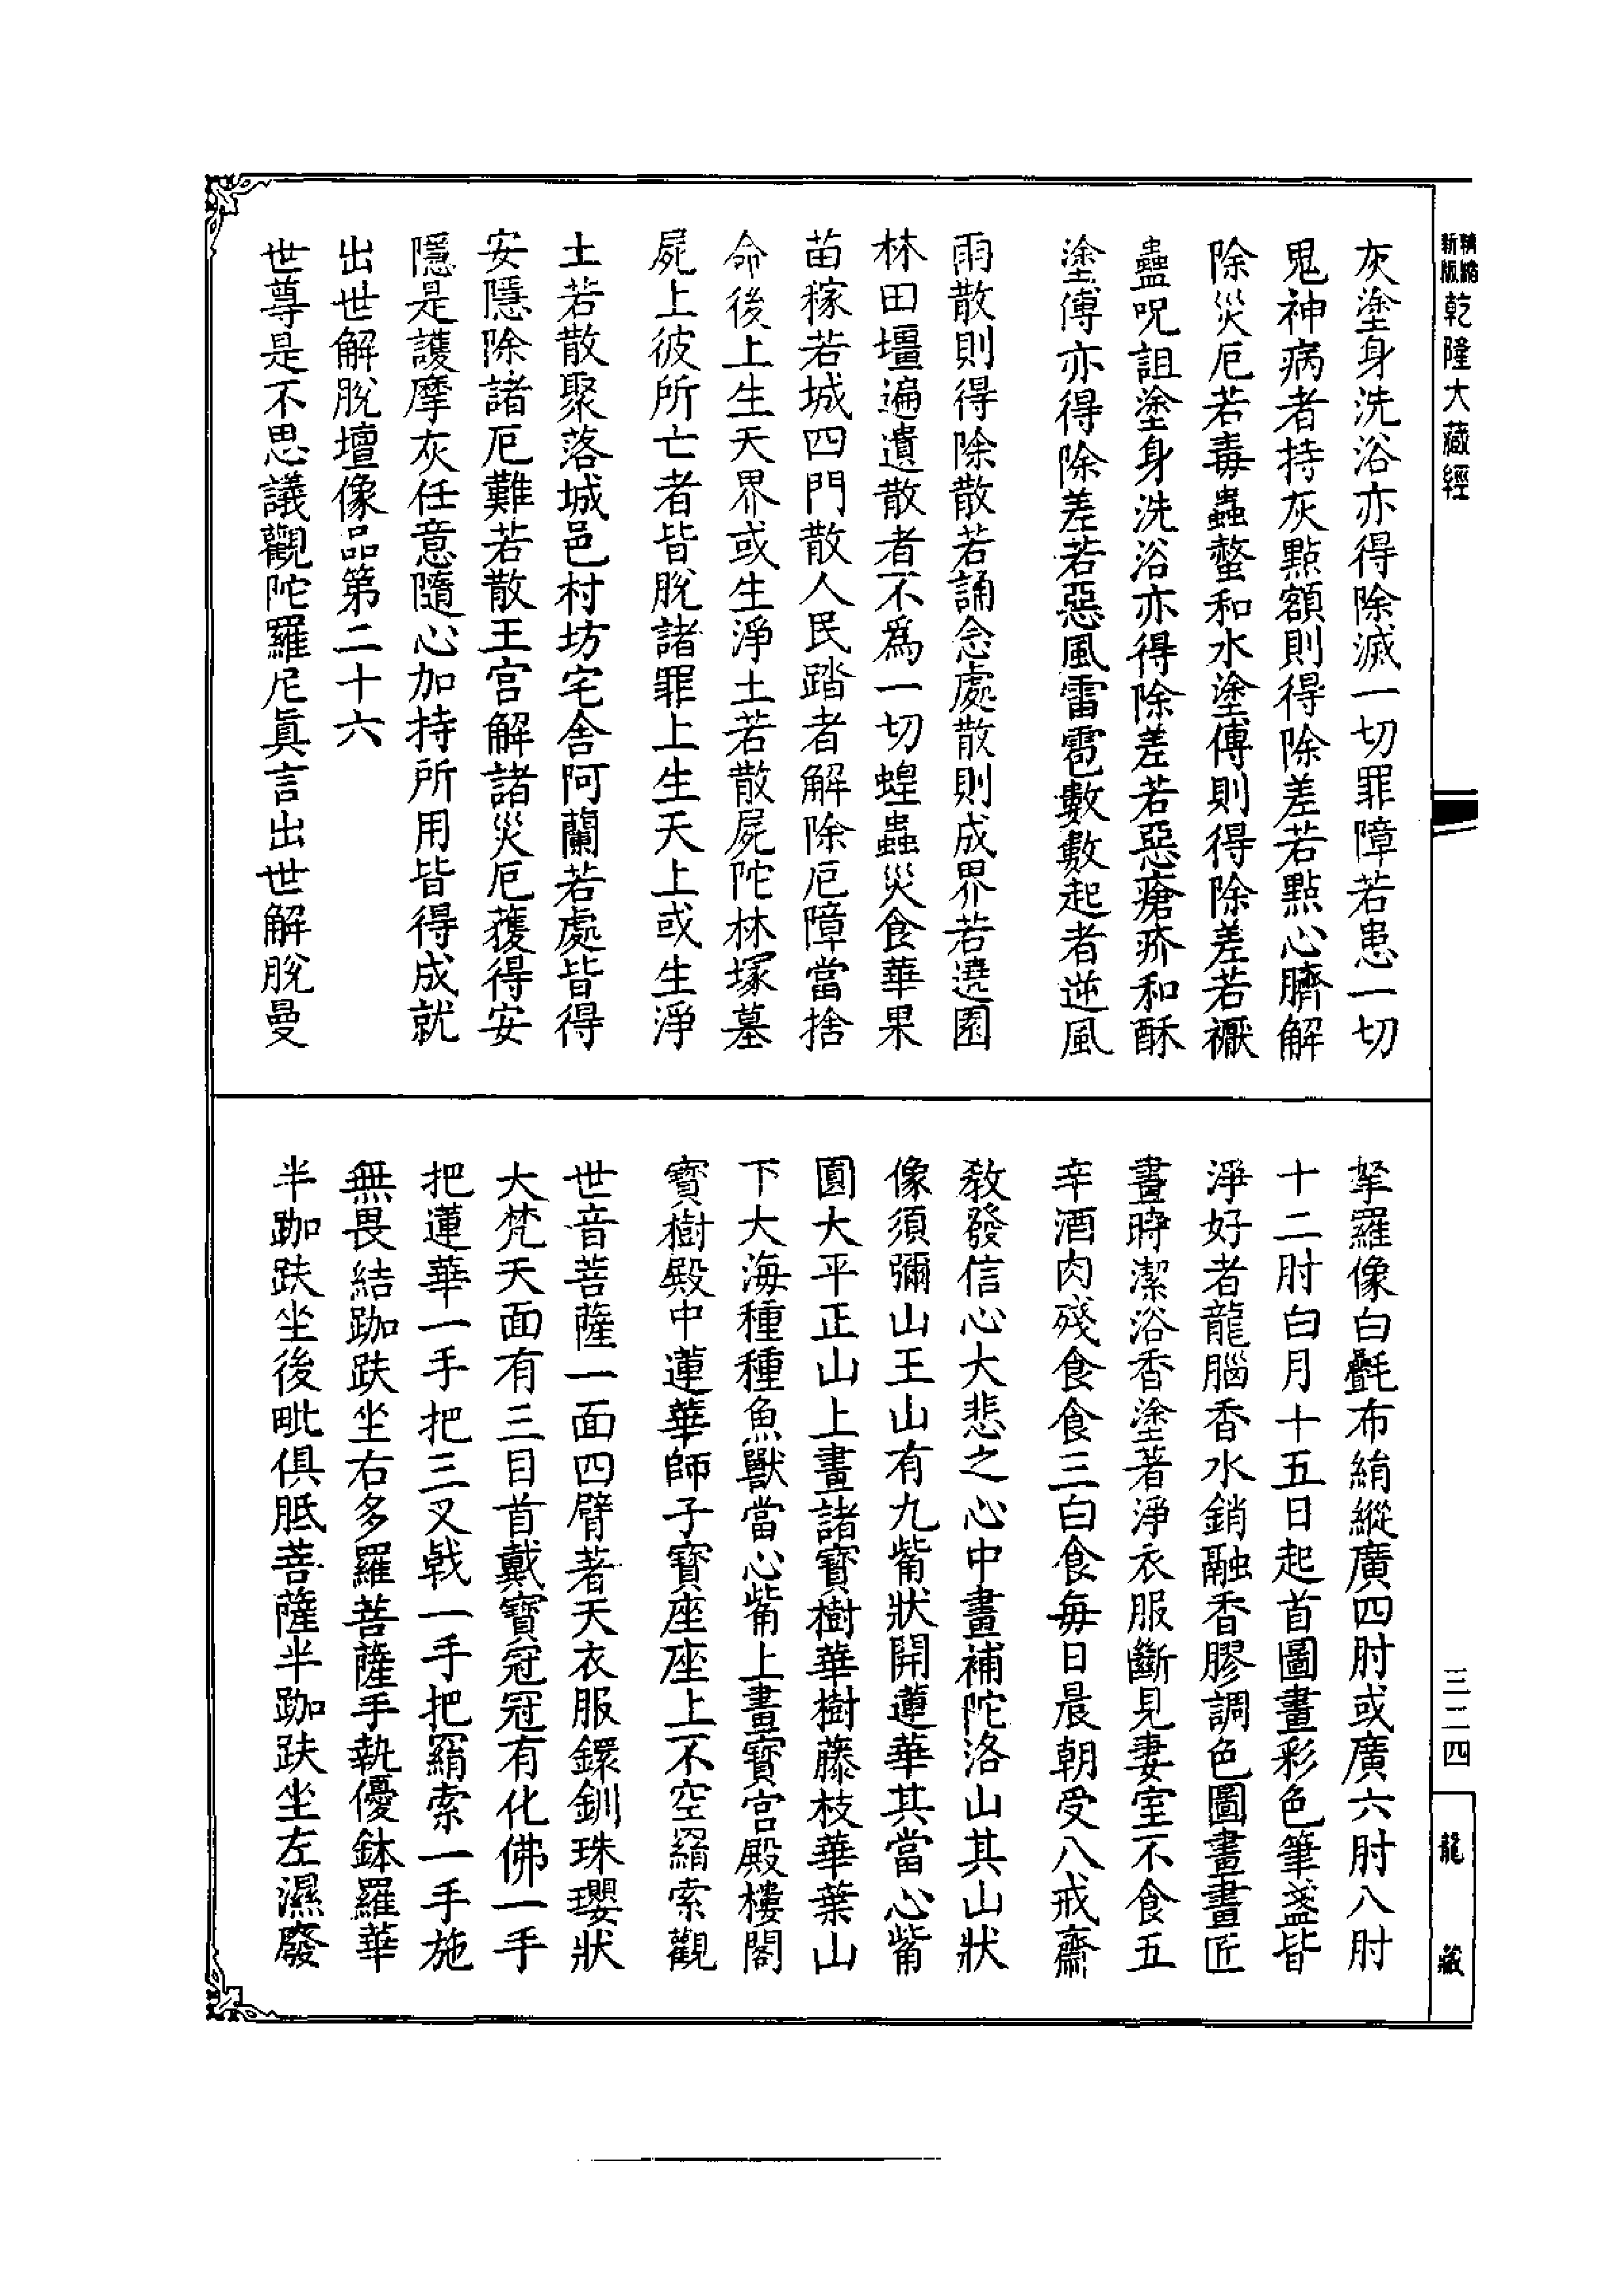 精縮
新版
乾隆大藏經
灰塗身洗浴亦得除滅一切罪障若患一切
鬼神病者持灰點額則得除差若點心臍解
除災厄若毒蟲螫和水塗傅則得除差若禳
蠱呪詛塗身洗浴亦得除差若惡瘡疥和酥
塗傅亦得除差若惡風雷雹數數起者逆風
雨散則得除散若誦念處散則成界若遶園
林田壃遍遺散者不為一切蝗蟲災食華果
苗稼若城四門散人民踏者解除厄障當捨
命後上生天界或生淨土若散屍陀林塚墓
屍上彼所亡者皆脫諸罪上生天上或生淨
土若散聚落城邑村坊宅舍阿蘭若處皆得
安隱除諸厄難若散王宮解諸災厄獲得安
隱是護摩灰任意隨心加持所用皆得成就
出世解脫壇像品第二十六
世尊是不思議觀陀羅尼眞言出世解脫曼
拏羅像白㲲布絹縱廣四肘或廣六肘八肘
十二肘白月十五日起首圖畫彩色筆盞皆
淨好者龍腦香水銷融香膠調色圖畫畫匠
畫時潔浴香塗著淨衣服斷見妻室不食五
辛酒肉殘食食三白食每日晨朝受八戒齋
敎發信心大悲之心中畫補陀洛山其山狀
像須彌山王山有九觜狀開蓮華其當心觜
圓大平正山上畫諸寶樹華樹藤枝華葉山
下大海種種魚獸當心觜上畫寶宮殿樓閣
寶樹殿中蓮華師子寶座座上不空羂索觀
世音菩薩一面四臂著天衣服鐶釧珠瓔狀
大梵天面有三目首戴寶冠冠有化佛一手
把蓮華一手把三叉戟一手把羂索一手施
無畏結跏趺坐右多羅菩薩手執優鉢羅華
半跏趺坐後毗俱胝菩薩半跏趺坐左濕廢
三二四
龍藏